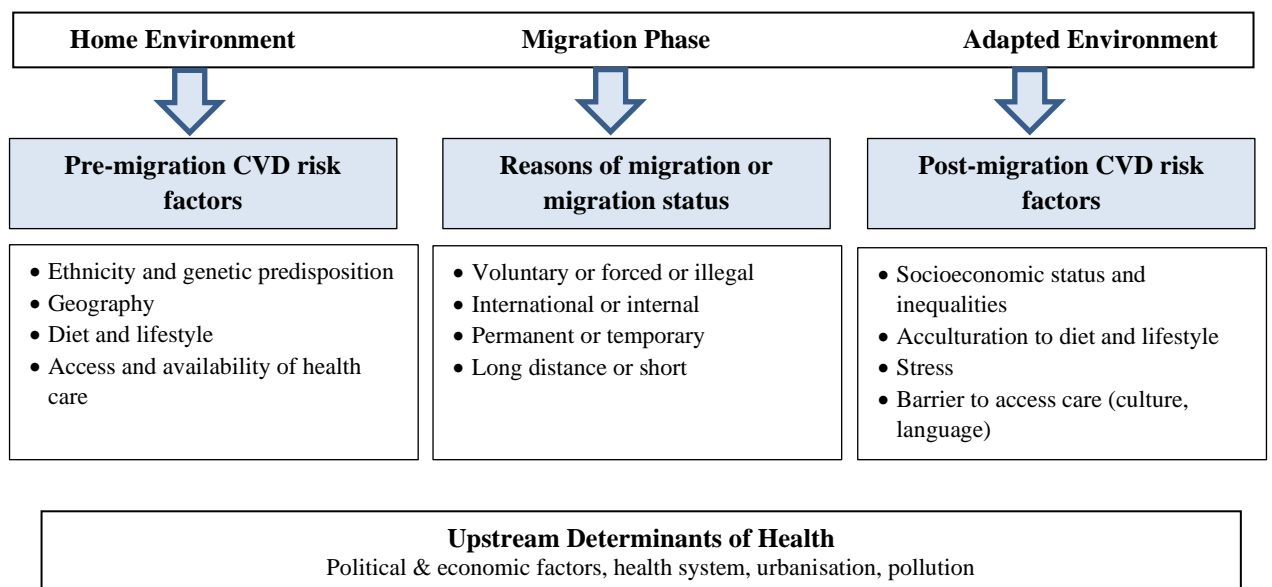 Home Environment Migration Phase Adapted Environment
Pre-migration CVD risk
factors
Reasons of migration or
migration status
Post-migration CVD risk
factors
• Ethnicity and genetic predisposition
• Geography
• Diet and lifestyle
• Access and availability of health
care
• Voluntary or forced or illegal
• International or internal
• Permanent or temporary
• Long distance or short
• Socioeconomic status and
inequalities
• Acculturation to diet and lifestyle
• Stress
• Barrier to access care (culture,
language)
Upstream Determinants of Health
Political & economic factors, health system, urbanisation, pollution